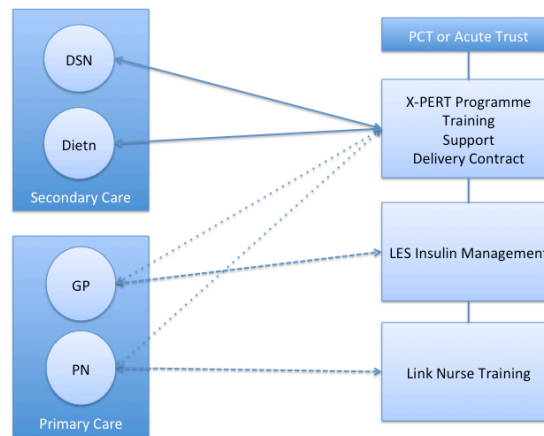 DSN
Dietn
Secondary Care
GP
PN
Primary Care
PCT or Acute Trust
X-PERT Programme
Training
Support
Delivery Contract
LES Insulin Management
Link Nurse Training